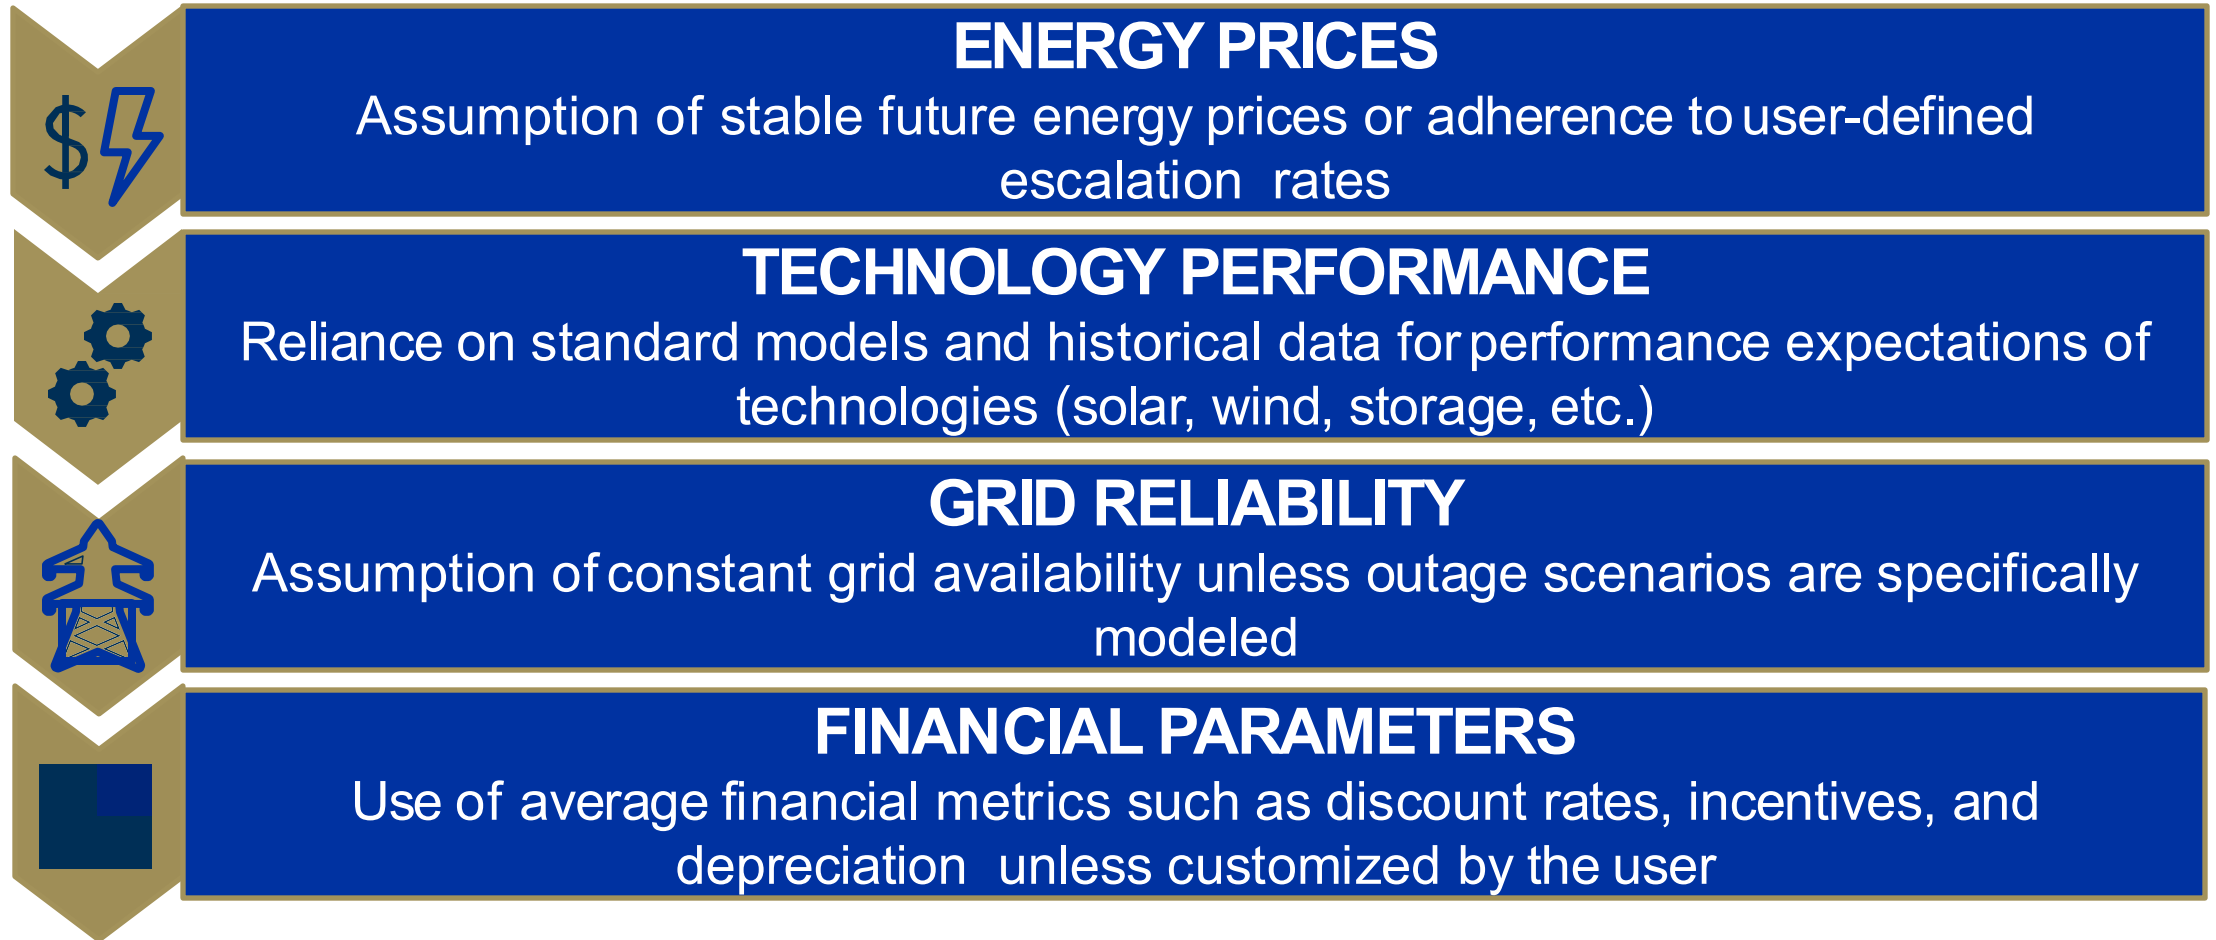 ENERGY PRICES
Assumption of stable future energy prices or adherence to user-defined
escalation rates
$
TECHNOLOGY PERFORMANCE
Reliance on standard models and historical data for performance expectations of
technologies (solar, wind, storage, etc.)
GRID RELIABILITY
Assumption of constant grid availability unless outage scenarios are specifically
modeled
FINANCIAL PARAMETERS
Use of average financial metrics such as discount rates, incentives, and
depreciation unless customized by the user